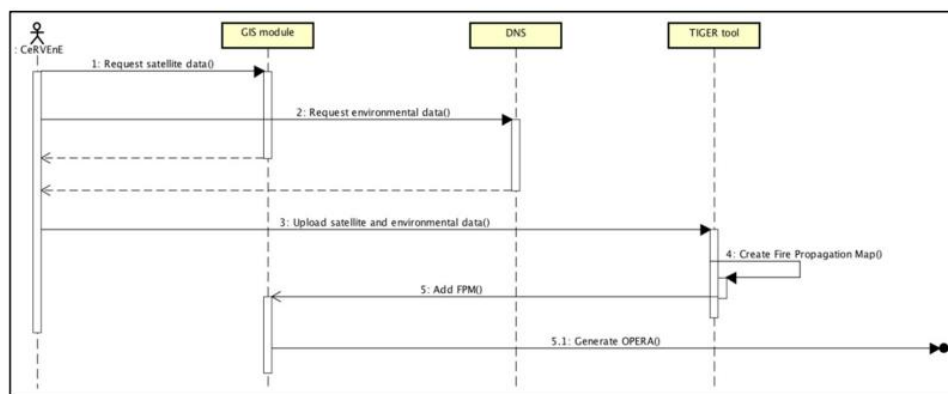 GIS module
DNS
TIGER tool
: CeRVEnE
1: Request satellite data()
2: Request environmental data()
3: Upload satellite and environmental data()
4: Create Fire Propagation Map()
5: Add FPM()
5.1: Generate OPERA()